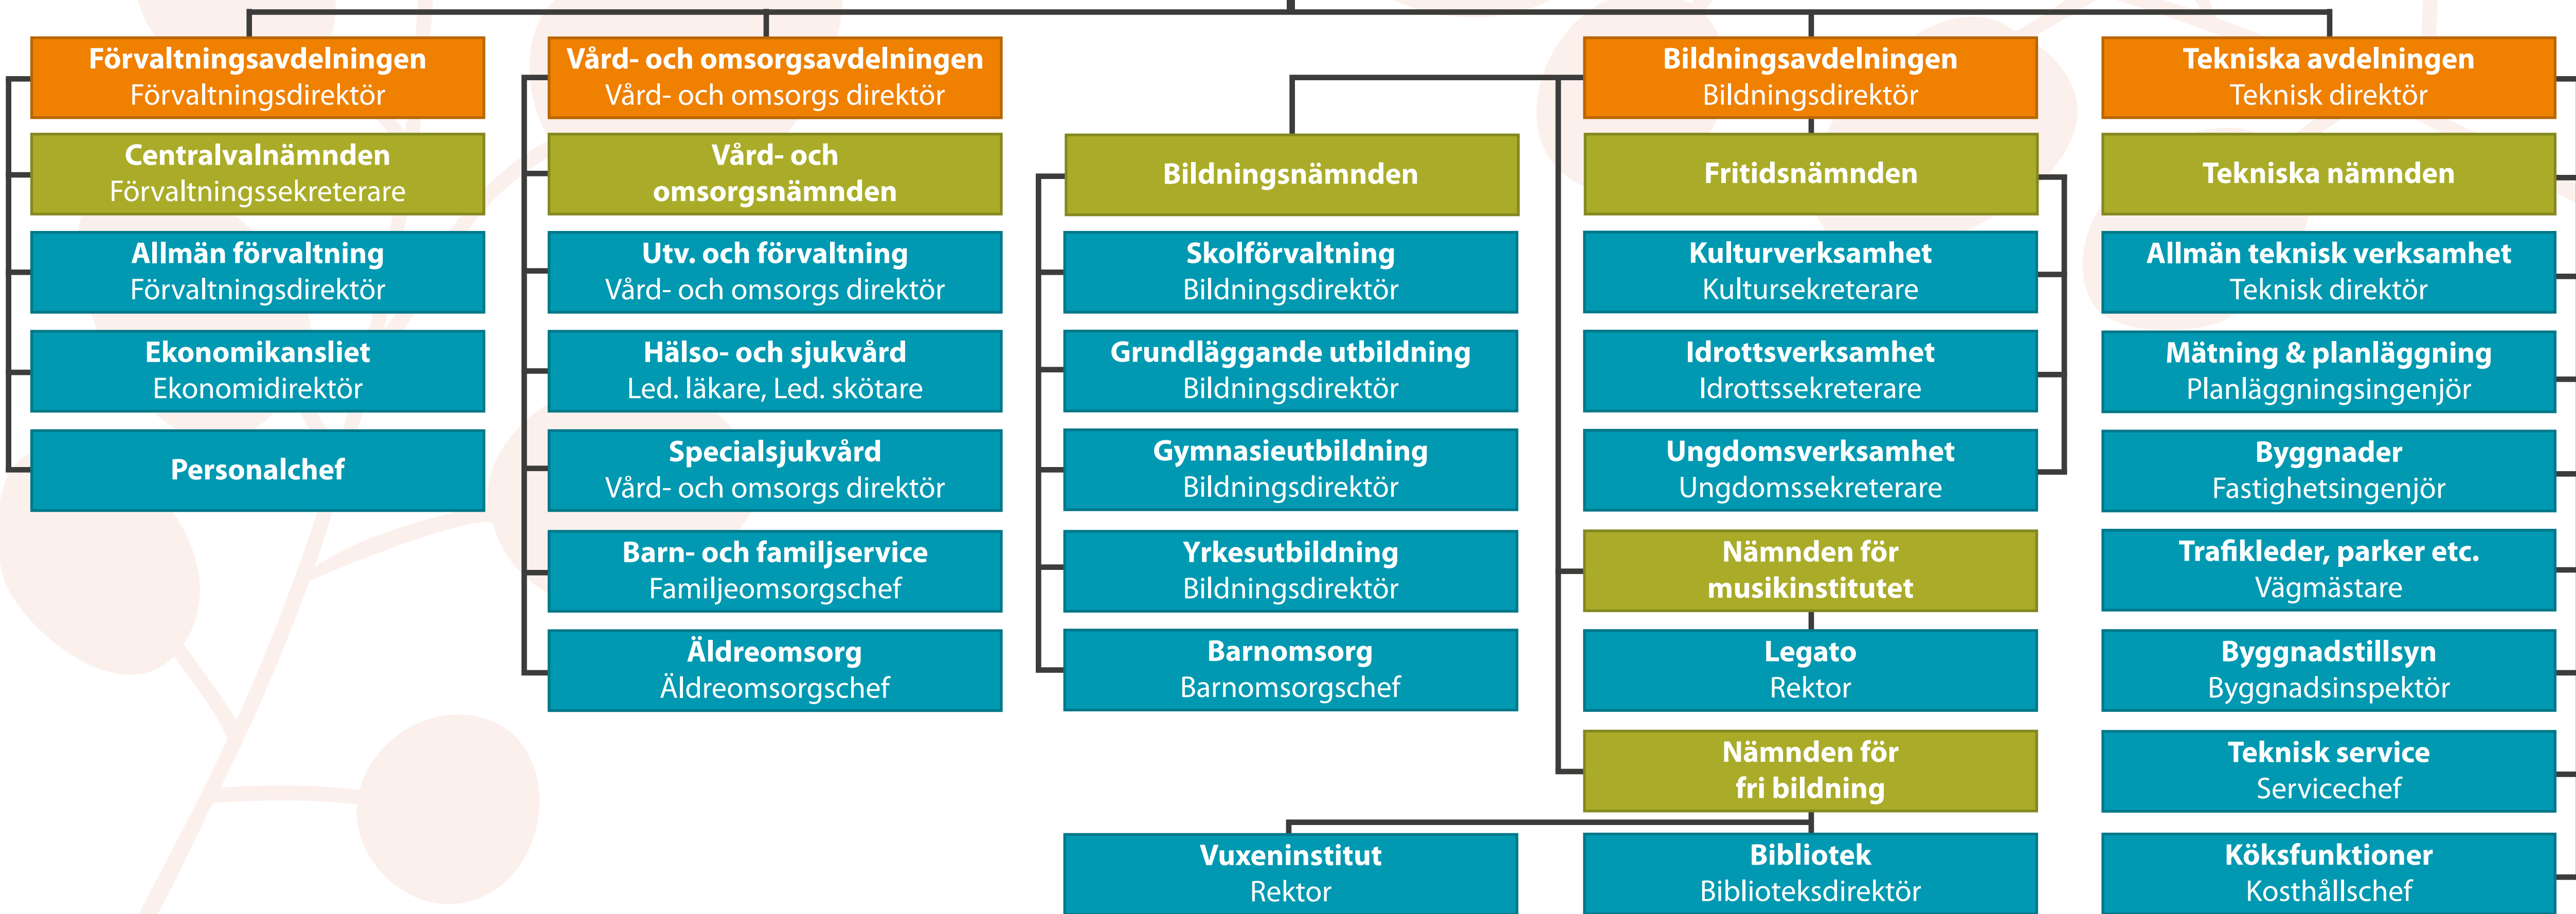 Förvaltningsavdelningen
Förvaltningsdirektör
Centralvalnämnden
Förvaltningssekreterare
Allmän förvaltning
Förvaltningsdirektör
Ekonomikansliet
Ekonomidirektör
Personalchef
Vård- och omsorgsavdelningen
Vård- och omsorgs direktör
Vård- och
omsorgsnämnden
Utv. och förvaltning
Vård- och omsorgs direktör
Hälso- och sjukvård
Led. läkare, Led. skötare
Specialsjukvård
Vård- och omsorgs direktör
Barn- och familjservice
Familjeomsorgschef
Äldreomsorg
Äldreomsorgschef
Bildningsavdelningen
Bildningsdirektör
Bildningsnämnden
Skolförvaltning
Bildningsdirektör
Grundläggande utbildning
Bildningsdirektör
Gymnasieutbildning
Bildningsdirektör
Yrkesutbildning
Bildningsdirektör
Barnomsorg
Barnomsorgschef
Fritidsnämnden
Kulturverksamhet
Kultursekreterare
Idrottsverksamhet
Idrottssekreterare
Ungdomsverksamhet
Ungdomssekreterare
Nämnden för
musikinstitutet
Legato
Rektor
Nämnden för
fri bildning
Vuxeninstitut
Rektor
Bibliotek
Biblioteksdirektör
Tekniska avdelningen
Teknisk direktör
Tekniska nämnden
Allmän teknisk verksamhet
Teknisk direktör
Mätning & planläggning
Planläggningsingenjör
Byggnader
Fastighetsingenjör
Trafikleder, parker etc.
Vägmästare
Byggnadstillsyn
Byggnadsinspektör
Teknisk service
Servicechef
Köksfunktioner
Kosthållschef